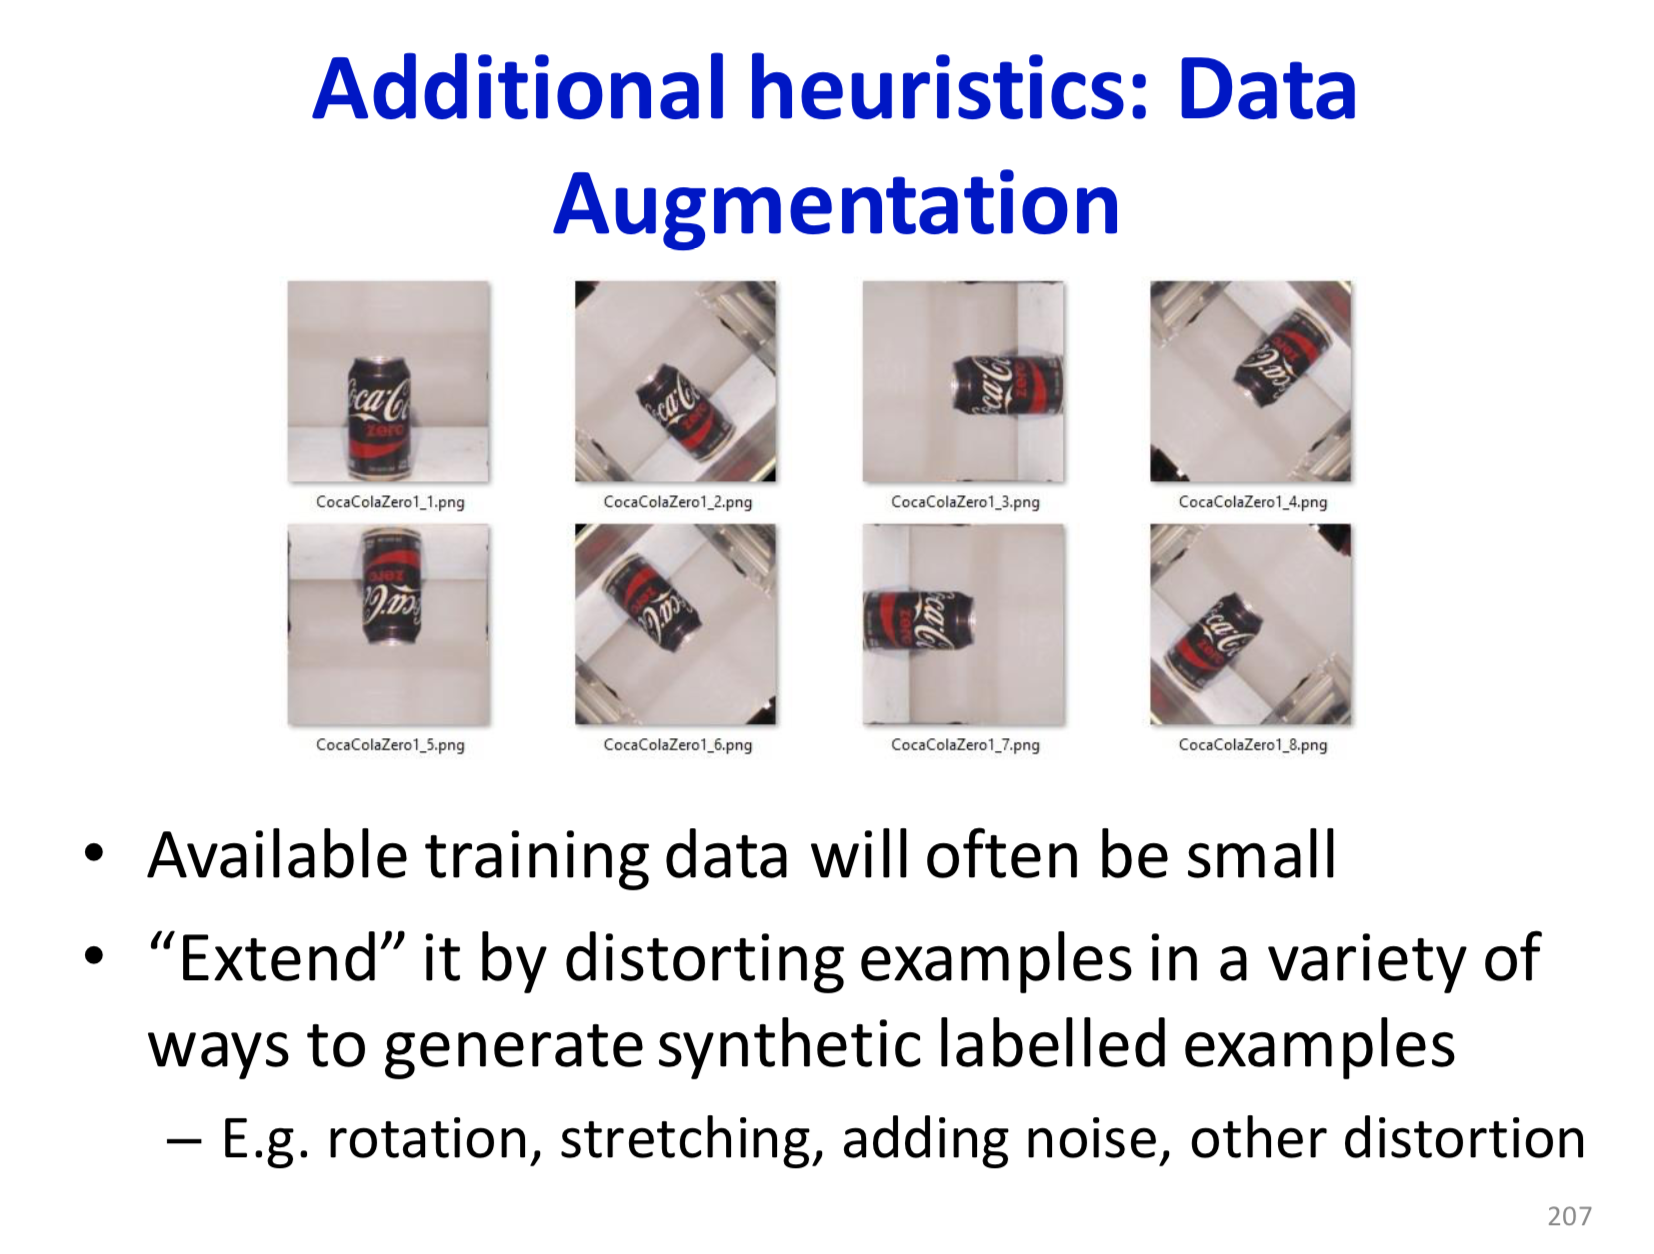 Additional heuristics: Data
Augmentation
CocaColaZero1_1.png
CocaColaZero1_2.png
CocaColaZero1_3.png
CocaColaZero1_4.png
CocaColaZero1_5.png
CocaColaZero1_6.png
CocaColaZero1_7.png
CocaColaZero1_8.png
• Available training data will often be small
• “Extend” it by distorting examples in a variety of
ways to generate synthetic labelled examples
– E.g. rotation, stretching, adding noise, other distortion
207